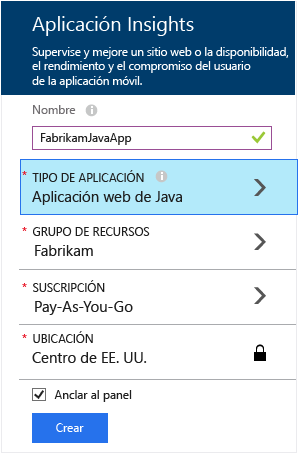 Aplicación Insights
Supervise y mejore un sitio web o la disponibilidad,
el rendimiento y el compromiso del usuario
de la aplicación móvil.
Nombre
FabrikamJavaApp
* TIPO DE APLICACIÓN
Aplicación web de Java
* GRUPO DE RECURSOS
Fabrikam
* SUSCRIPCIÓN
Pay-As-You-Go
* UBICACIÓN
Centro de EE. UU.
Anclar al panel
Crear